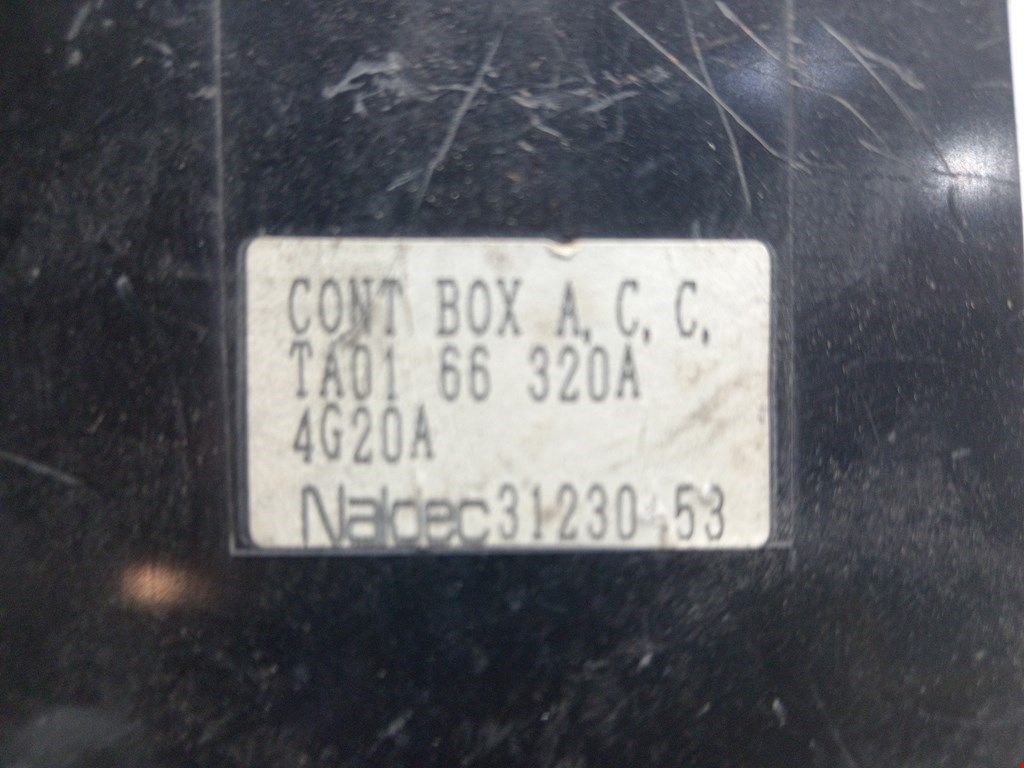 CONT BOX A.C.C.
TA01 66 320A
4G20A
Naldec 31230 53